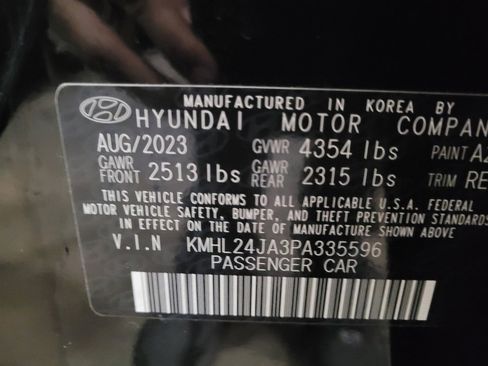 MANUFACTURED IN KOREA BY
HYUNDAI MOTOR COMPAN
AUG/2023 GVWR 4354 lbs PAINT A2
GAWR FRONT 2513 lbs GAWR REAR 2315 lbs TRIM RE
THIS VEHICLE CONFORMS TO ALL APPLICABLE U.S.A. FEDERAL
MOTOR VEHICLE SAFETY, BUMPER, AND THEFT PREVENTION STANDARDS
IN EFFECT ON THE DATE OF MANUFACTURE SHOWN ABOVE.
V.I.N KMHL24JA3PA335596
PASSENGER CAR